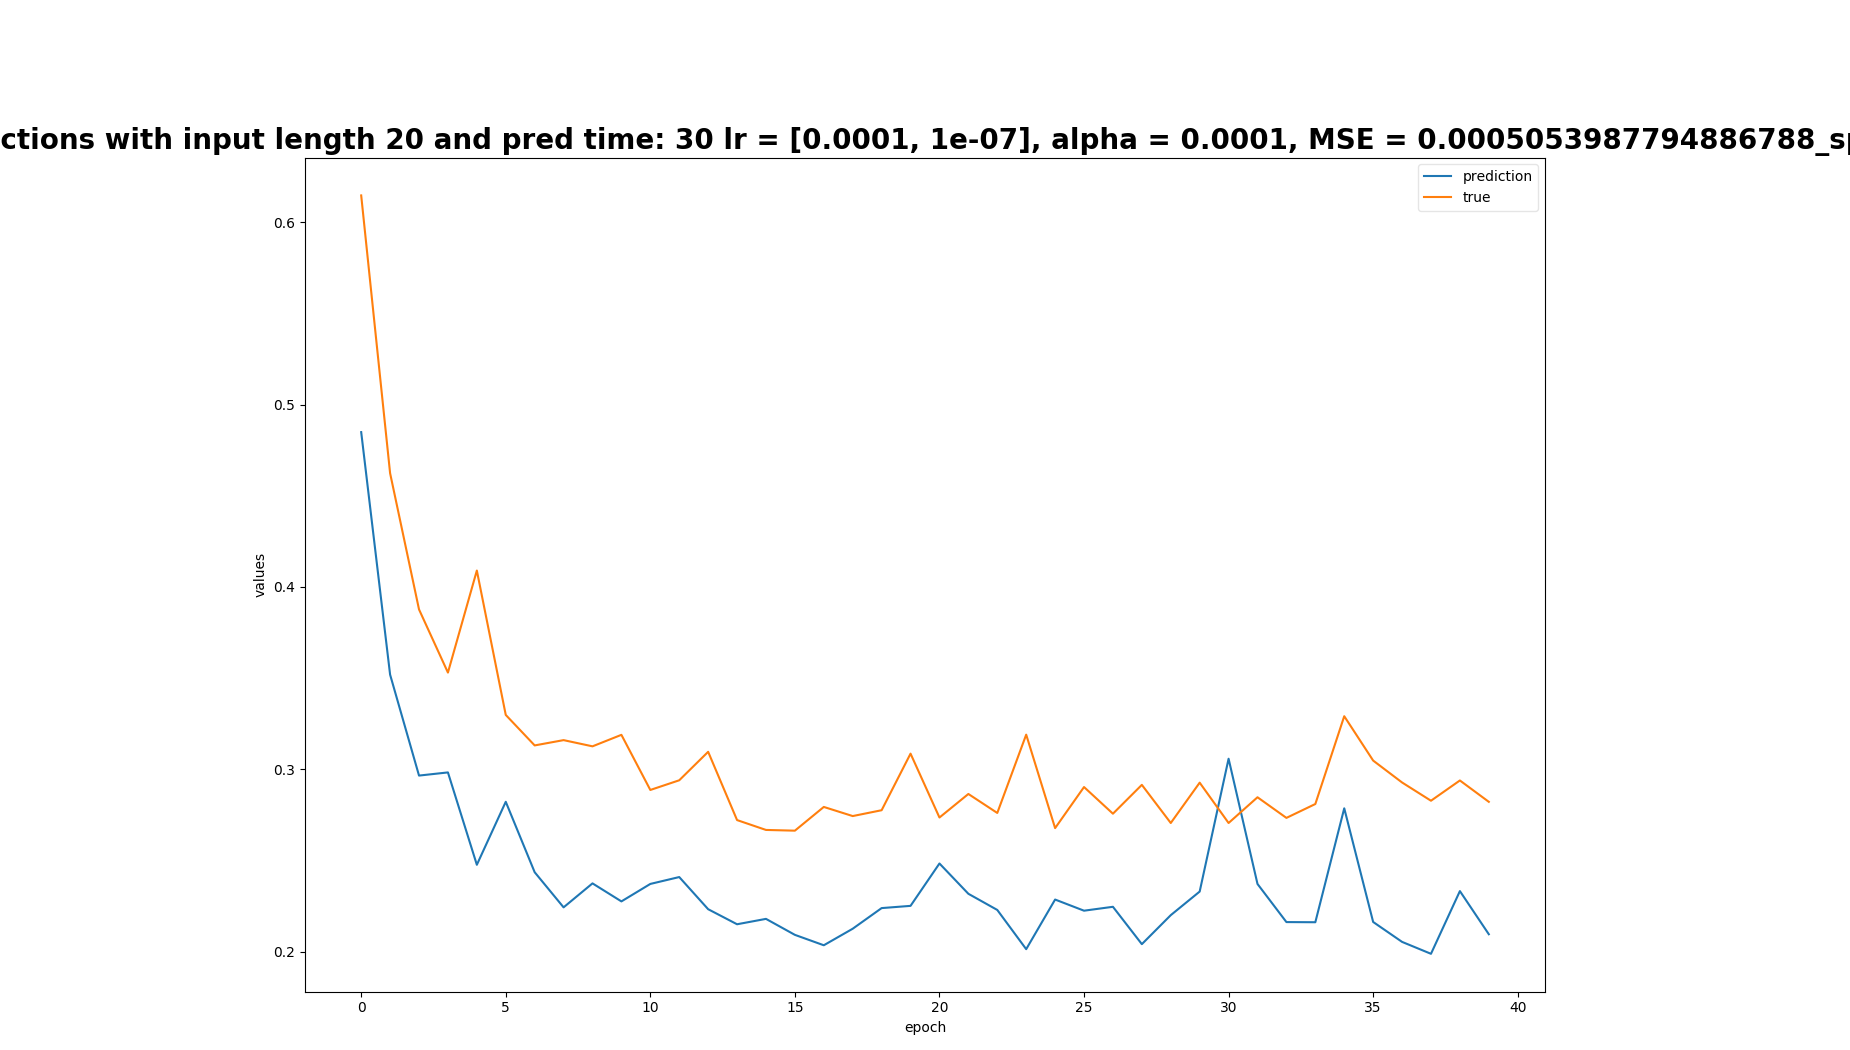 ctions with input length 20 and pred time: 30 lr = [0.0001, 1e-07], alpha = 0.0001, MSE = 0.0005053987794886788_sp
prediction
true
0.6
0.5
0.4
0.3
0.2
values
0 5 10 15 20 25 30 35 40
epoch